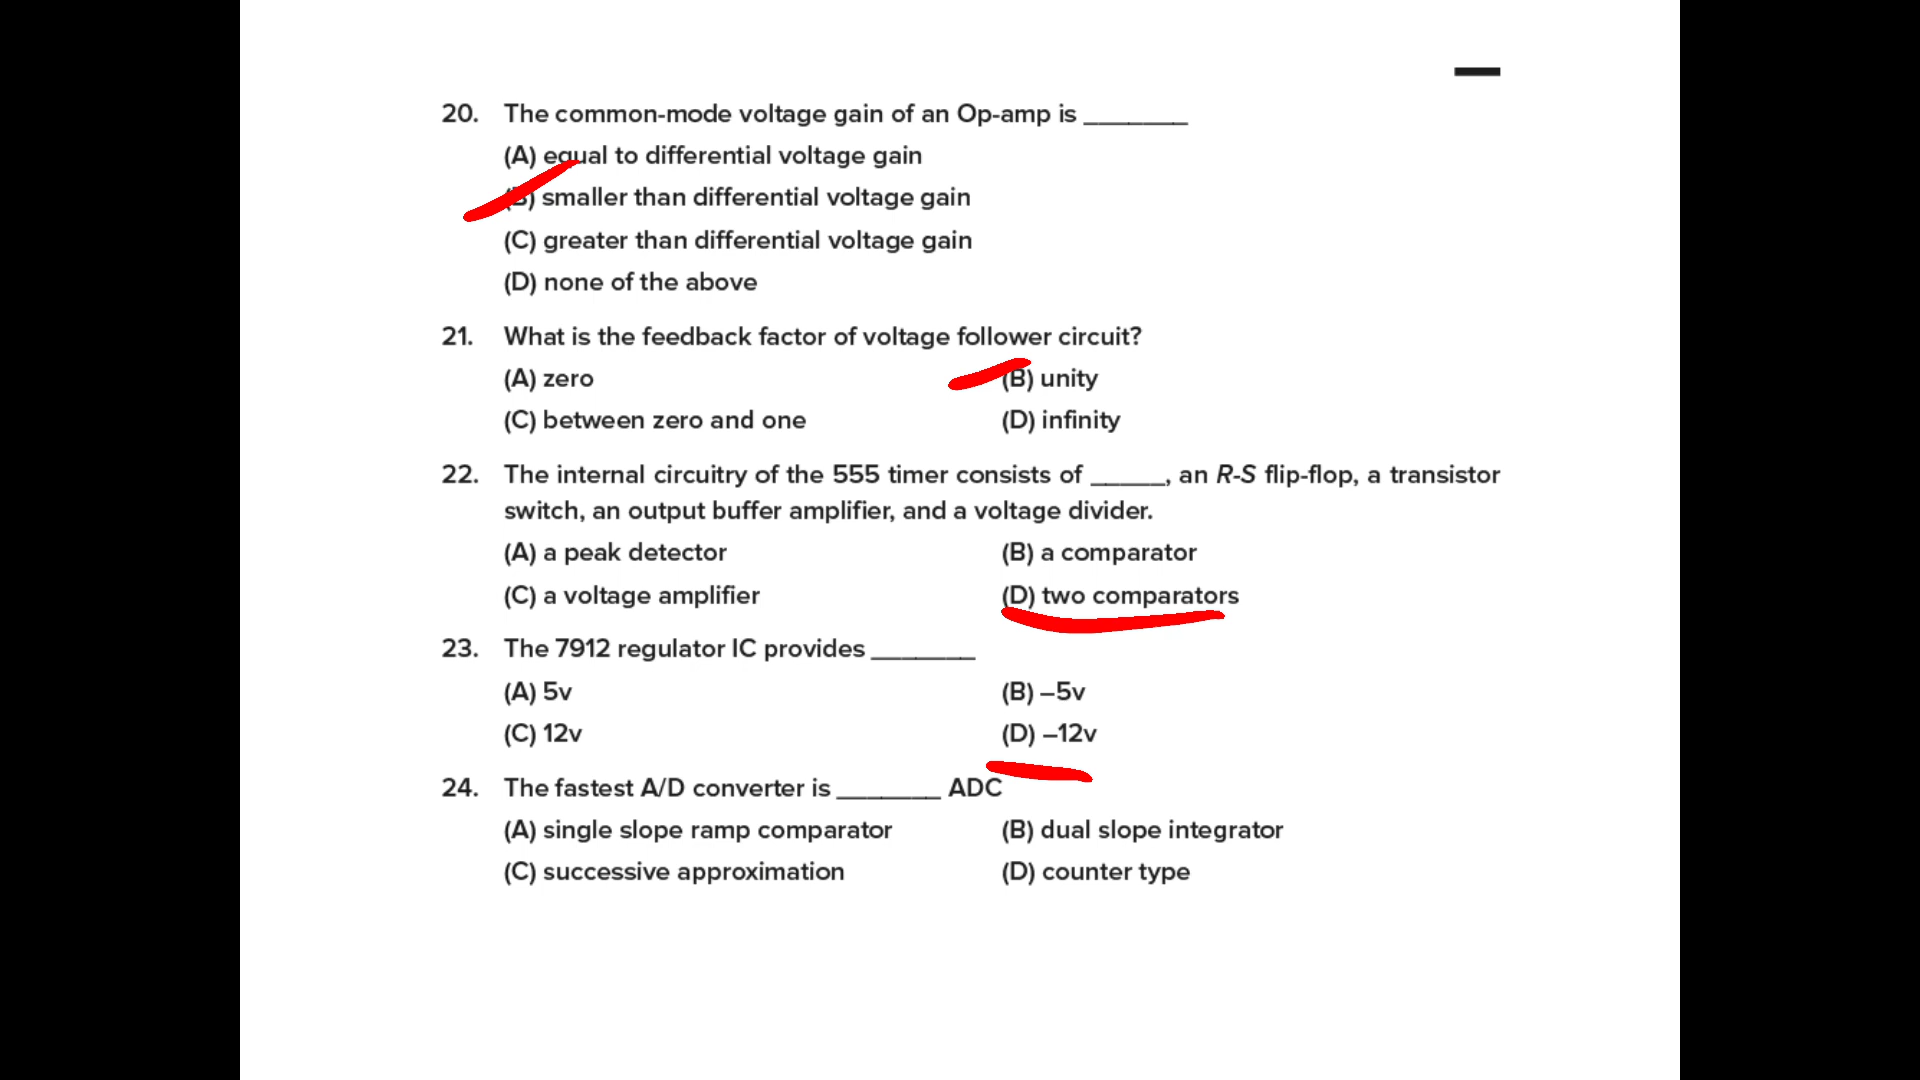 20. The common-mode voltage gain of an Op-amp is _______
(A) equal to differential voltage gain
(B) smaller than differential voltage gain
(C) greater than differential voltage gain
(D) none of the above
21. What is the feedback factor of voltage follower circuit?
(A) zero (B) unity
(C) between zero and one (D) infinity
22. The internal circuitry of the 555 timer consists of _____, an R-S flip-flop, a transistor
switch, an output buffer amplifier, and a voltage divider.
(A) a peak detector (B) a comparator
(C) a voltage amplifier (D) two comparators
23. The 7912 regulator IC provides _______
(A) 5v (B) –5v
(C) 12v (D) –12v
24. The fastest A/D converter is _______ ADC
(A) single slope ramp comparator (B) dual slope integrator
(C) successive approximation (D) counter type